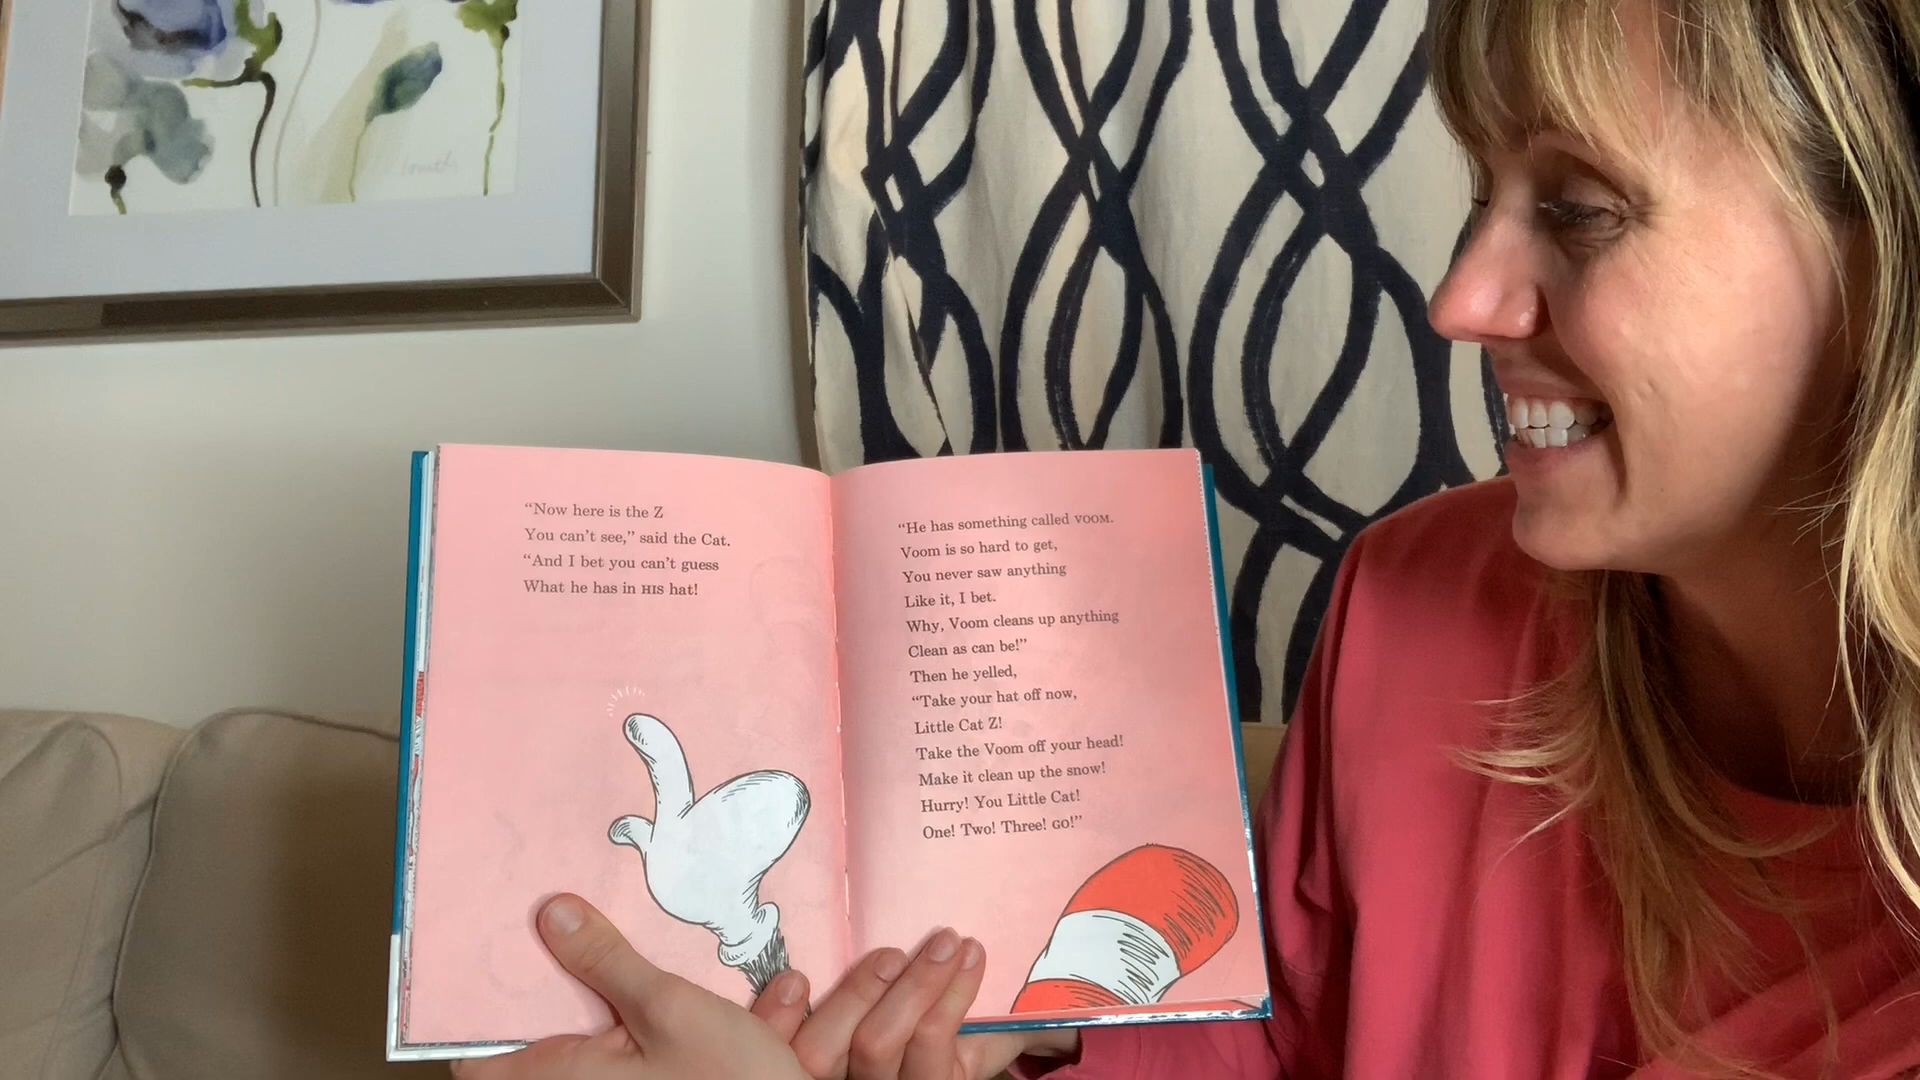 “Now here is the Z
You can’t see,” said the Cat.
“And I bet you can’t guess
What he has in HIS hat!
“He has something called VOOM.
Voom is so hard to get,
You never saw anything
Like it, I bet.
Why, Voom cleans up anything
Clean as can be!”
Then he yelled,
“Take your hat off now,
Little Cat Z!
Take the Voom off your head!
Make it clean up the snow!
Hurry! You Little Cat!
One! Two! Three! GO!”